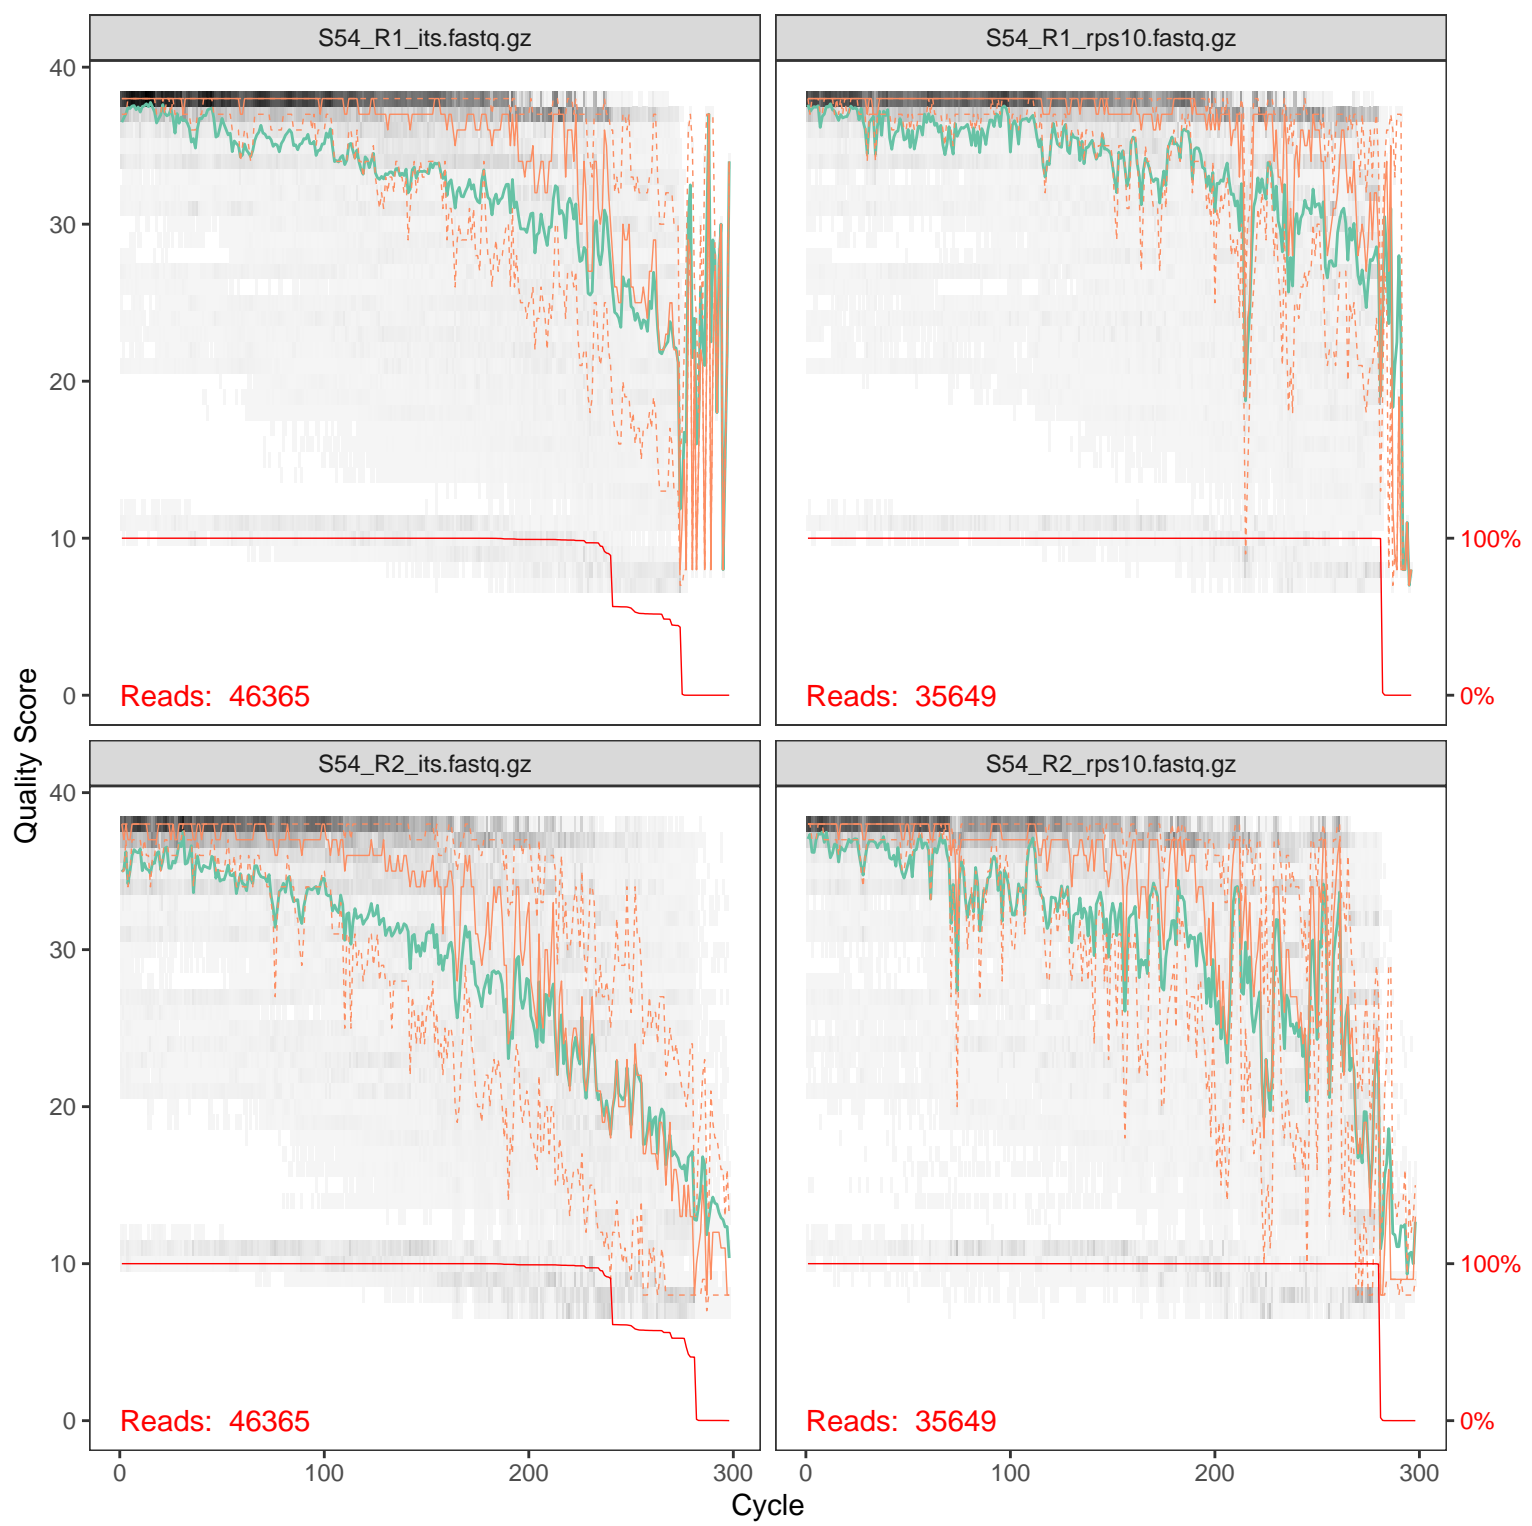 S54_R1_its.fastq.gz
S54_R1_rps10.fastq.gz
40
30
20
10
0
100%
0%
Reads: 46365
Reads: 35649
Quality Score
S54_R2_its.fastq.gz
S54_R2_rps10.fastq.gz
40
30
20
10
0
100%
0%
Reads: 46365
Reads: 35649
0 100 200 300 0 100 200 300
Cycle